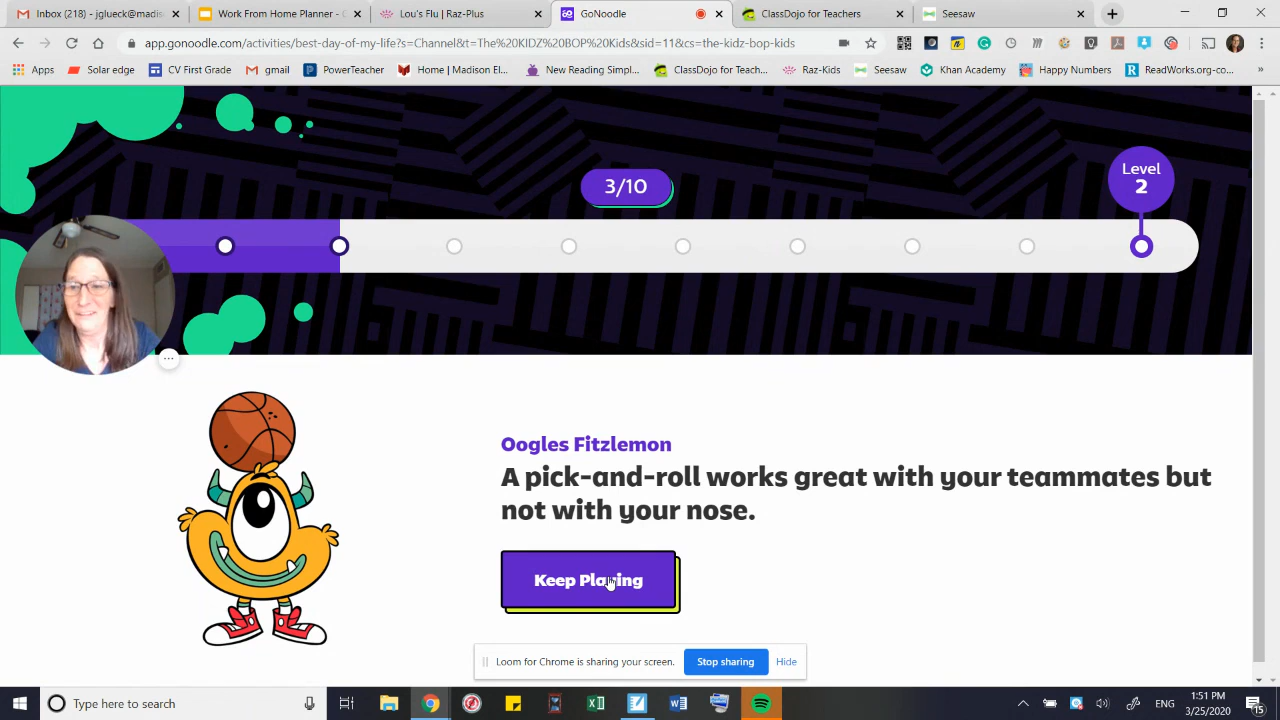 jglueck@madis
Work From Home Planner - C
Lou's Flu | Raz-Plus
GoNoodle
ClassDojo for Teachers
Seesaw
app.gonoodle.com/activities/best-day-of-my-life?s=Channel&t=The%20KIDZ%20BOP%20Kids&sid=11&cs=the-kidz-bop-kids
Apps
Solar edge
CV First Grade
gmail
PowerTeacher
Home | Madison El...
New Reading Simpl...
ClassDojo for Teach...
Raz-Kids
Seesaw
Khan Academy
Happy Numbers
ReadWorks.org-co...
»
Level
2
3/10
Oogles Fitzlemon
A pick-and-roll works great with your teammates but
not with your nose.
Keep Playing
Loom for Chrome is sharing your screen.
Stop sharing
Hide
Type here to search
ENG
1:51 PM
3/25/2020
15